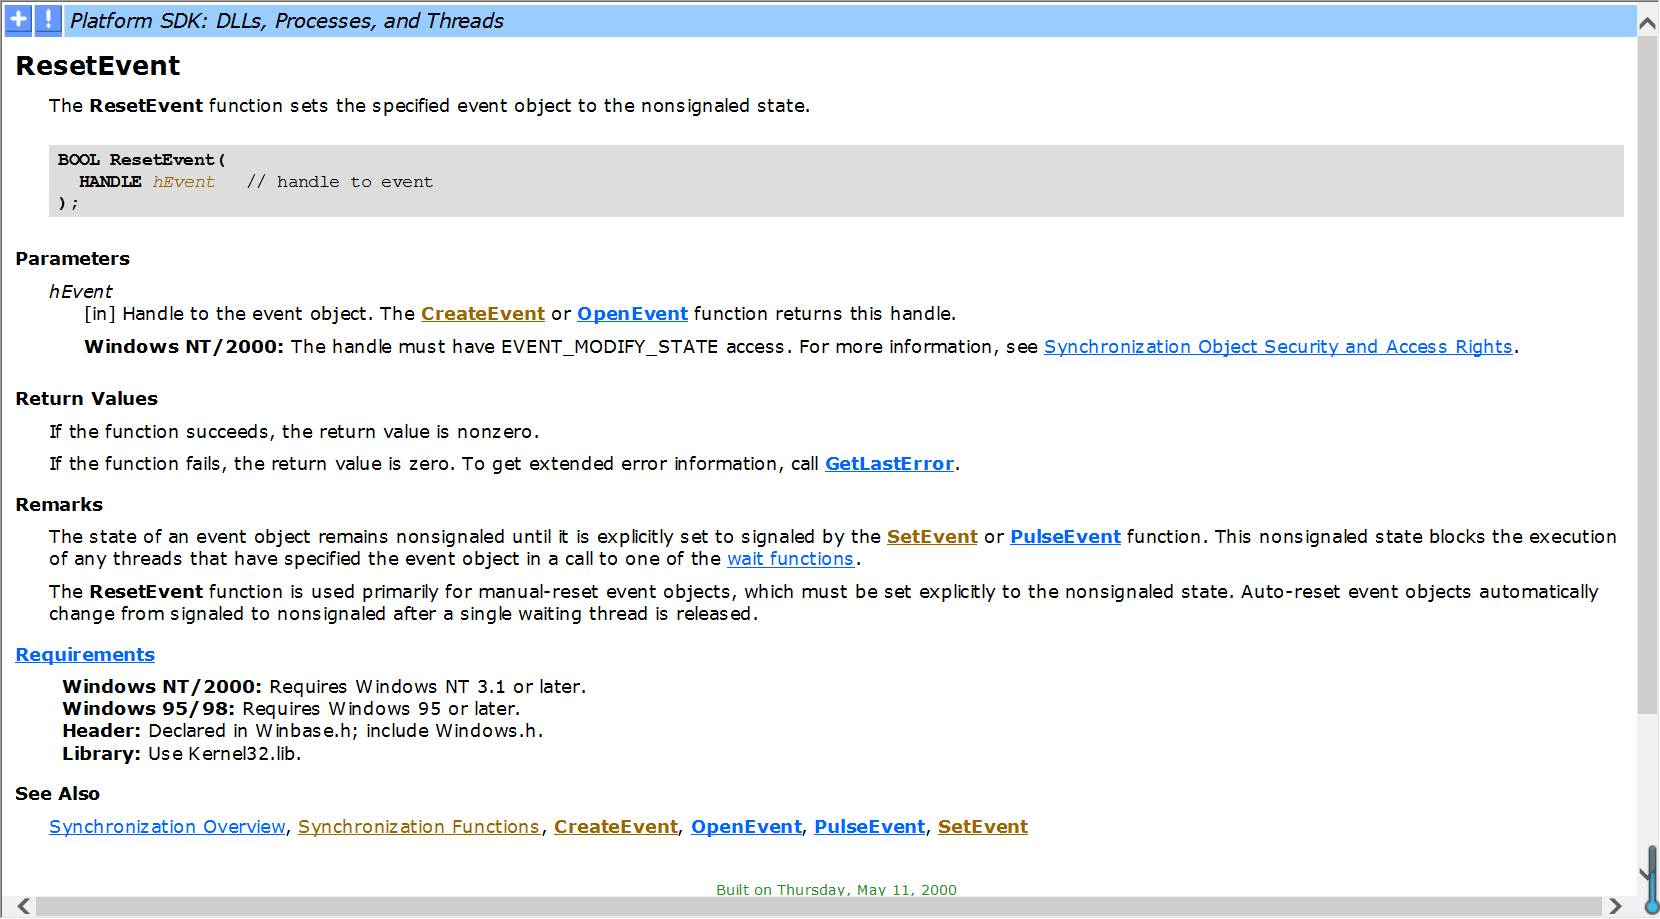 Platform SDK: DLLs, Processes, and Threads
ResetEvent
The ResetEvent function sets the specified event object to the nonsignaled state.
BOOL ResetEvent(
  HANDLE hEvent   // handle to event
);
Parameters
hEvent
[in] Handle to the event object. The CreateEvent or OpenEvent function returns this handle.
Windows NT/2000: The handle must have EVENT_MODIFY_STATE access. For more information, see Synchronization Object Security and Access Rights.
Return Values
If the function succeeds, the return value is nonzero.
If the function fails, the return value is zero. To get extended error information, call GetLastError.
Remarks
The state of an event object remains nonsignaled until it is explicitly set to signaled by the SetEvent or PulseEvent function. This nonsignaled state blocks the execution
of any threads that have specified the event object in a call to one of the wait functions.
The ResetEvent function is used primarily for manual-reset event objects, which must be set explicitly to the nonsignaled state. Auto-reset event objects automatically
change from signaled to nonsignaled after a single waiting thread is released.
Requirements
Windows NT/2000: Requires Windows NT 3.1 or later.
Windows 95/98: Requires Windows 95 or later.
Header: Declared in Winbase.h; include Windows.h.
Library: Use Kernel32.lib.
See Also
Synchronization Overview, Synchronization Functions, CreateEvent, OpenEvent, PulseEvent, SetEvent
Built on Thursday, May 11, 2000